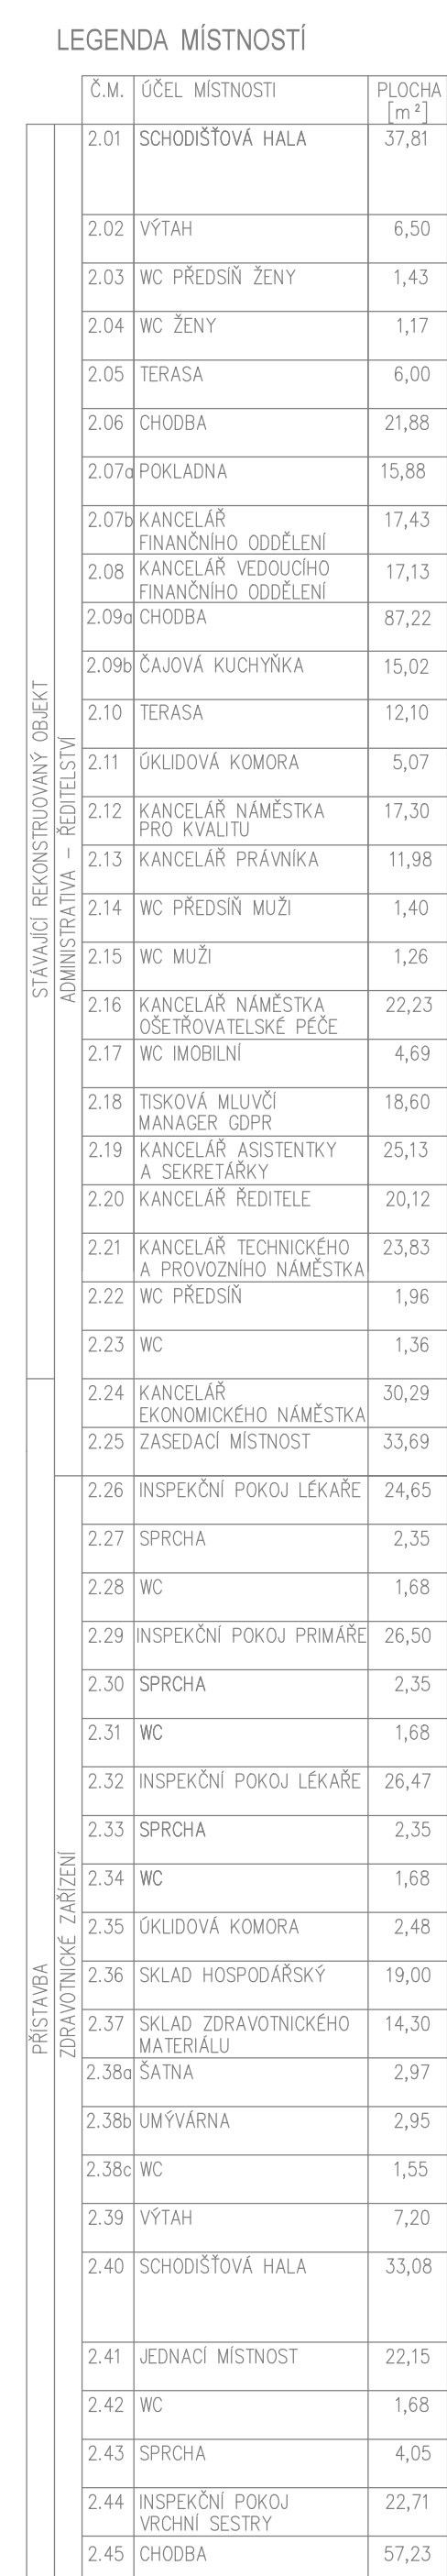 LEGENDA MÍSTNOSTÍ
Č.M. ÚČEL MÍSTNOSTI PLOCHA
[m²]
STÁVAJÍCÍ REKONSTRUOVANÝ OBJEKT
ADMINISTRATIVA – ŘEDITELSTVÍ
2.01 SCHODIŠŤOVÁ HALA 37,81
2.02 VÝTAH 6,50
2.03 WC PŘEDSÍŇ ŽENY 1,43
2.04 WC ŽENY 1,17
2.05 TERASA 6,00
2.06 CHODBA 21,88
2.07a POKLADNA 15,88
2.07b KANCELÁŘ 17,43
FINANČNÍHO ODDĚLENÍ
2.08 KANCELÁŘ VEDOUCÍHO 17,13
FINANČNÍHO ODDĚLENÍ
2.09a CHODBA 87,22
2.09b ČAJOVÁ KUCHYŇKA 15,02
2.10 TERASA 12,10
2.11 ÚKLIDOVÁ KOMORA 5,07
2.12 KANCELÁŘ NÁMĚSTKA 17,30
PRO KVALITU
2.13 KANCELÁŘ PRÁVNÍKA 11,98
2.14 WC PŘEDSÍŇ MUŽI 1,40
2.15 WC MUŽI 1,26
2.16 KANCELÁŘ NÁMĚSTKA 22,23
OŠETŘOVATELSKÉ PÉČE
2.17 WC IMOBILNÍ 4,69
2.18 TISKOVÁ MLUVČÍ 18,60
MANAGER GDPR
2.19 KANCELÁŘ ASISTENTKY 25,13
A SEKRETÁŘKY
2.20 KANCELÁŘ ŘEDITELE 20,12
2.21 KANCELÁŘ TECHNICKÉHO 23,83
A PROVOZNÍHO NÁMĚSTKA
2.22 WC PŘEDSÍŇ 1,96
2.23 WC 1,36
PŘÍSTAVBA
2.24 KANCELÁŘ 30,29
EKONOMICKÉHO NÁMĚSTKA
2.25 ZASEDACÍ MÍSTNOST 33,69
ZDRAVOTNICKÉ ZAŘÍZENÍ
2.26 INSPEKČNÍ POKOJ LÉKAŘE 24,65
2.27 SPRCHA 2,35
2.28 WC 1,68
2.29 INSPEKČNÍ POKOJ PRIMÁŘE 26,50
2.30 SPRCHA 2,35
2.31 WC 1,68
2.32 INSPEKČNÍ POKOJ LÉKAŘE 26,47
2.33 SPRCHA 2,35
2.34 WC 1,68
2.35 ÚKLIDOVÁ KOMORA 2,48
2.36 SKLAD HOSPODÁŘSKÝ 19,00
2.37 SKLAD ZDRAVOTNICKÉHO 14,30
MATERIÁLU
2.38a ŠATNA 2,97
2.38b UMÝVÁRNA 2,95
2.38c WC 1,55
2.39 VÝTAH 7,20
2.40 SCHODIŠŤOVÁ HALA 33,08
2.41 JEDNACÍ MÍSTNOST 22,15
2.42 WC 1,68
2.43 SPRCHA 4,05
2.44 INSPEKČNÍ POKOJ 22,71
VRCHNÍ SESTRY
2.45 CHODBA 57,23